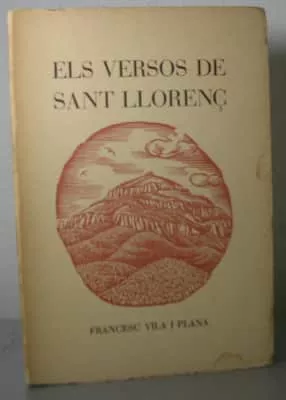 ELS VERSOS DE
SANT LLORENÇ
FRANCESC VILA I PLANA